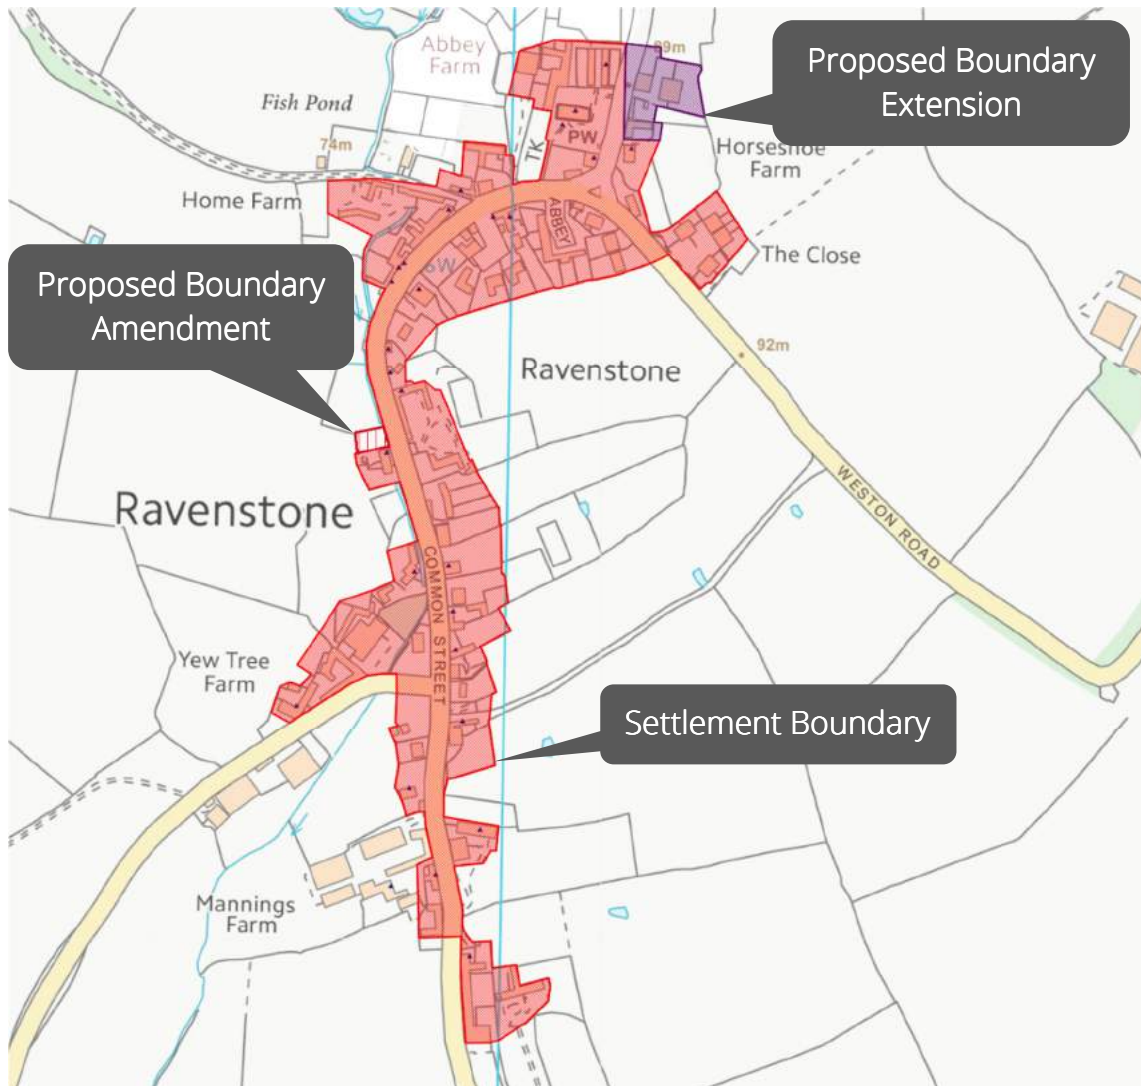 Abbey
Farm
99m
Proposed Boundary
Extension
Fish Pond
PW
74m
TK
Horseshoe
Farm
Home Farm
ABBEY
The Close
Proposed Boundary
Amendment
92m
Ravenstone
WESTON ROAD
Ravenstone
COMMON STREET
Yew Tree
Farm
Settlement Boundary
Mannings
Farm